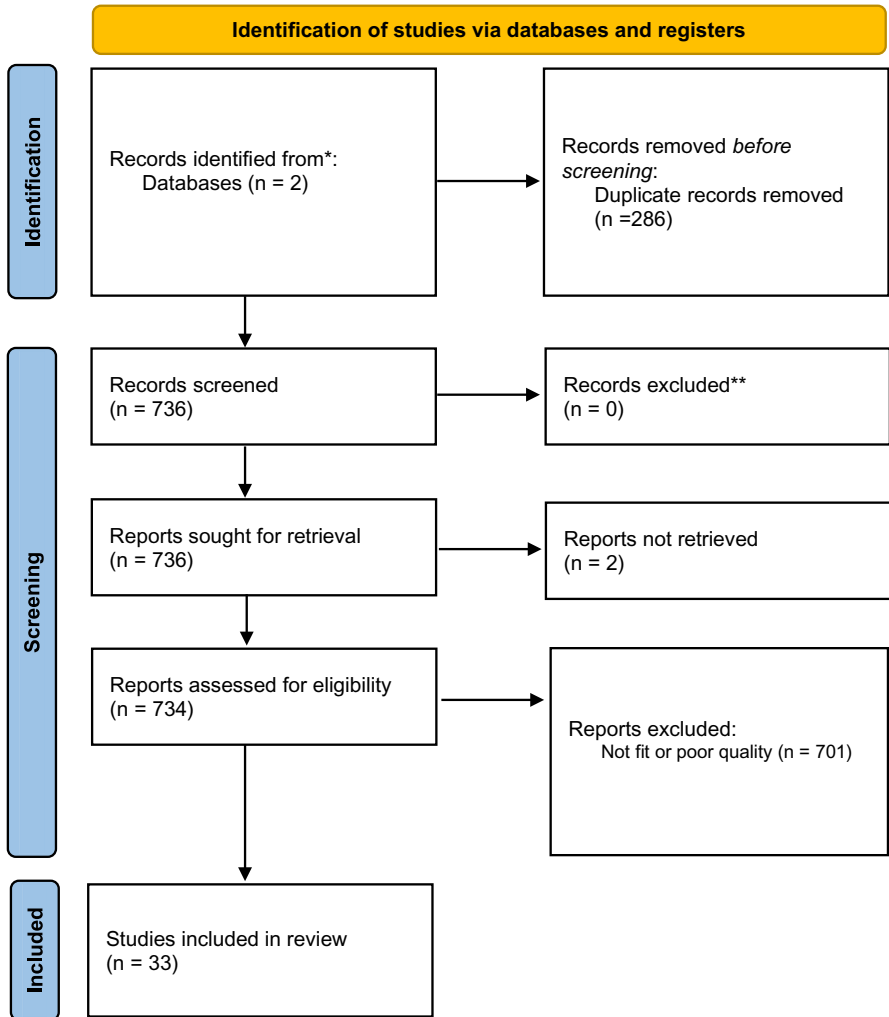 Identification of studies via databases and registers
Identification
Records identified from*:
Databases (n = 2)
Records removed before
screening:
Duplicate records removed
(n =286)
Screening
Records screened
(n = 736)
Records excluded**
(n = 0)
Reports sought for retrieval
(n = 736)
Reports not retrieved
(n = 2)
Reports assessed for eligibility
(n = 734)
Reports excluded:
Not fit or poor quality (n = 701)
Included
Studies included in review
(n = 33)